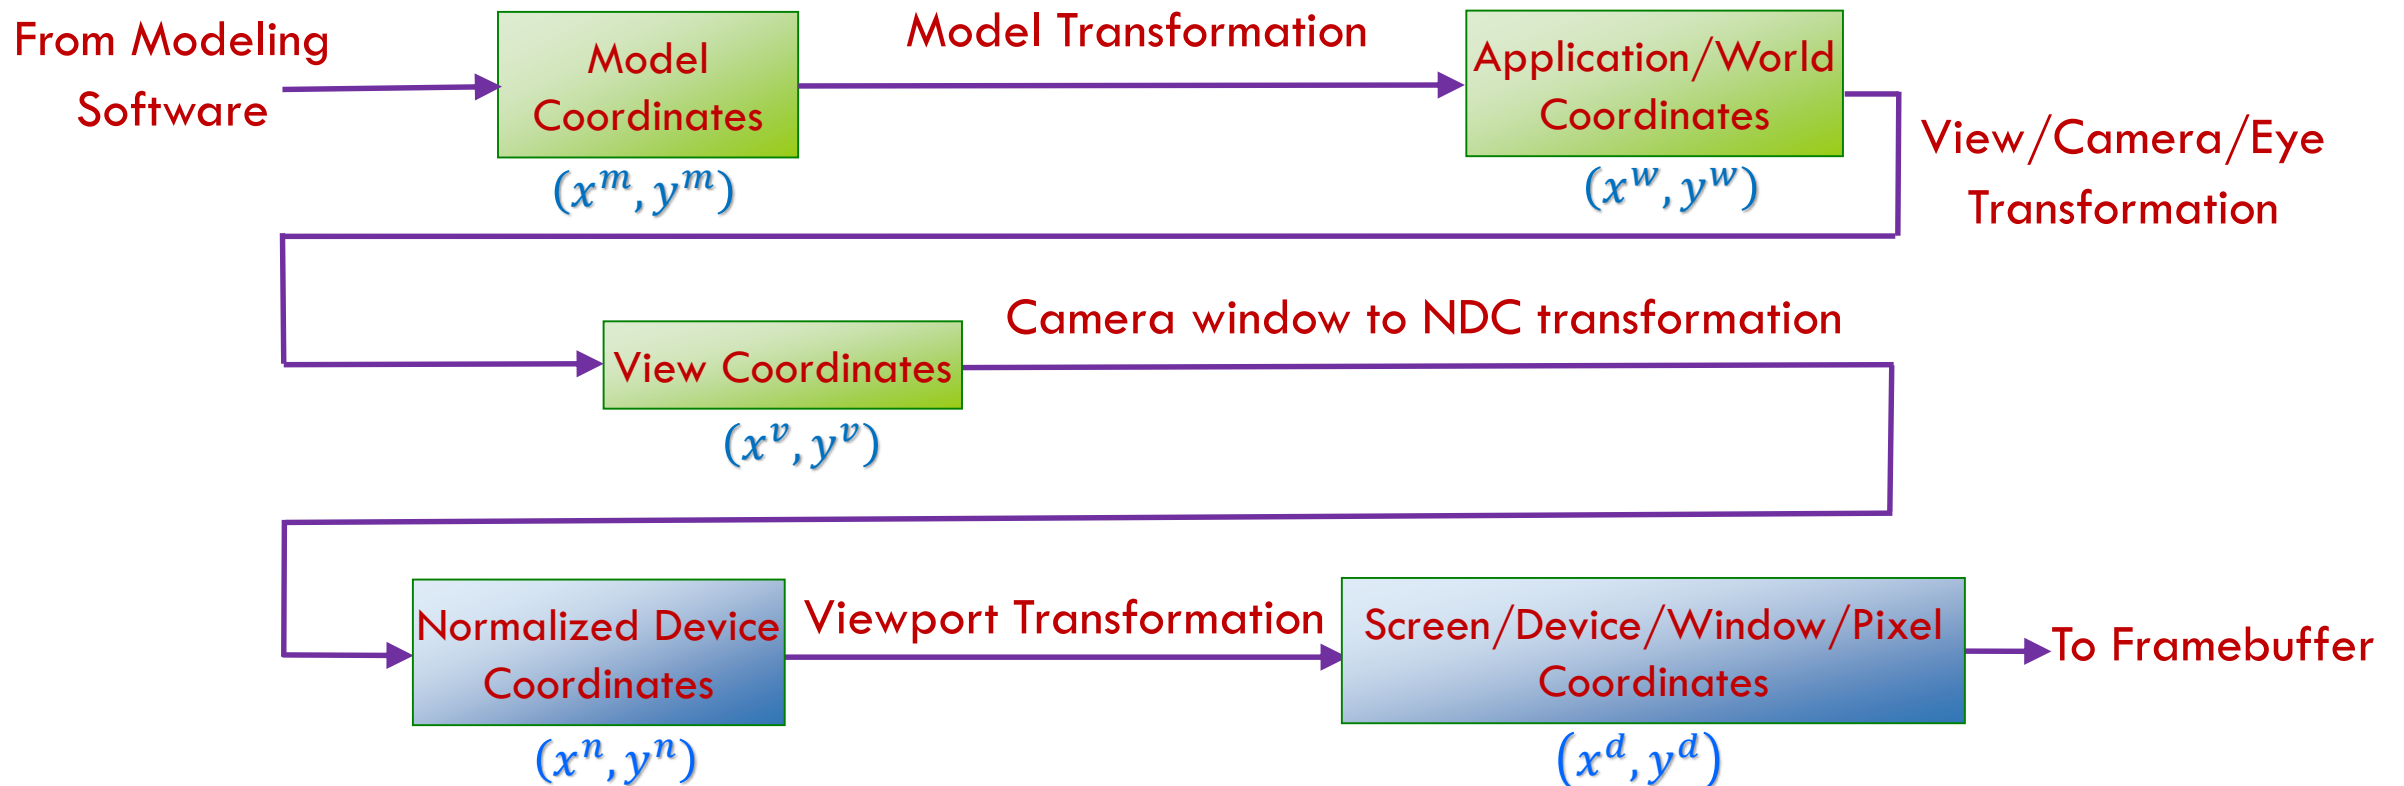 From Modeling
Software
Model
Coordinates
(x^m, y^m)
Model Transformation
Application/World
Coordinates
(x^w, y^w)
View/Camera/Eye
Transformation
View Coordinates
(x^v, y^v)
Camera window to NDC transformation
Normalized Device
Coordinates
(x^n, y^n)
Viewport Transformation
Screen/Device/Window/Pixel
Coordinates
(x^d, y^d)
To Framebuffer